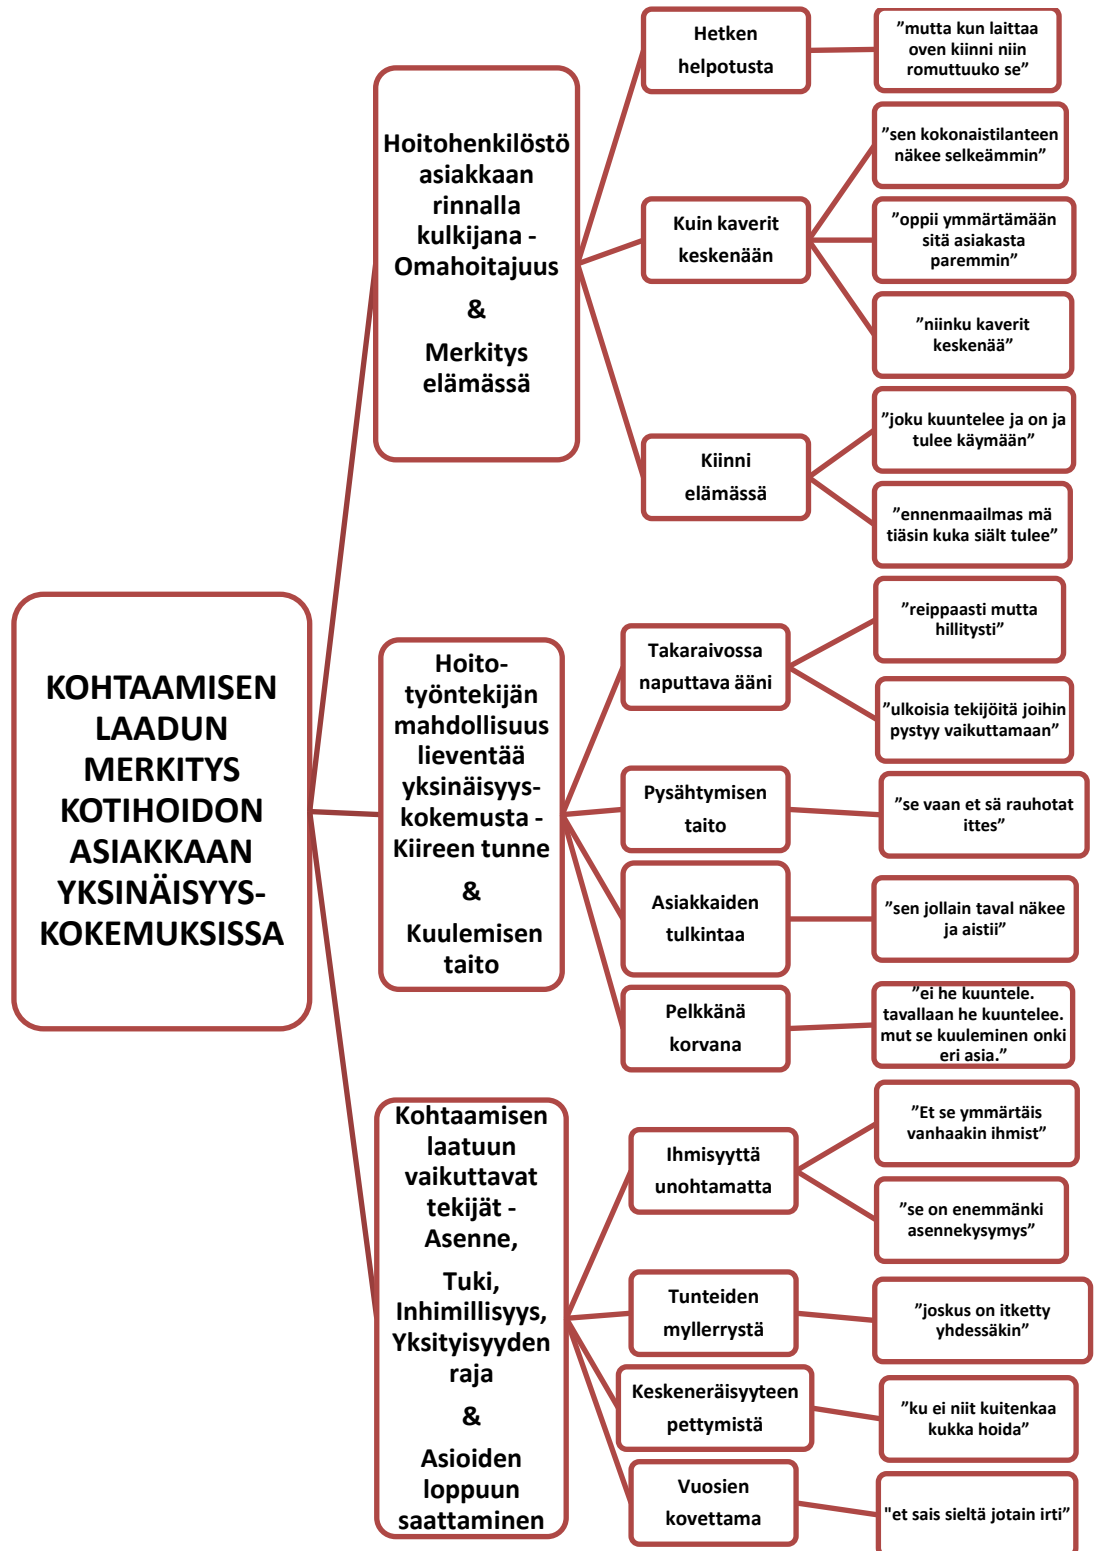 KOHTAAMISEN
LAADUN
MERKITYS
KOTIHOIDON
ASIAKKAAN
YKSINÄISYYS-
KOKEMUKSISSA
Hoitohenkilöstö
asiakkaan
rinnalla
kulkijana -
Omahoitajuus
&
Merkitys
elämässä
Hetken
helpotusta
”mutta kun laittaa
oven kiinni niin
romuttuuko se”
Kuin kaverit
keskenään
”sen kokonaistilanteen
näkee selkeämmin”
”oppii ymmärtämään
sitä asiakasta
paremmin”
”niinku kaverit
keskenää”
Kiinni
elämässä
”joku kuuntelee ja on ja
tulee käymään”
”ennenmaailmas mä
tiäsin kuka siält tulee”
Hoito-
työntekijän
mahdollisuus
lieventää
yksinäisyys-
kokemusta -
Kiireen tunne
&
Kuulemisen
taito
Takaraivossa
naputtava ääni
”reippaasti mutta
hillitysti”
”ulkoisia tekijöitä joihin
pystyy vaikuttamaan”
Pysähtymisen
taito
”se vaan et sä rauhotat
ittes”
Asiakkaiden
tulkintaa
”sen jollain taval näkee
ja aistii”
Pelkkänä
korvana
”ei he kuuntele.
tavallaan he kuuntelee.
mut se kuuleminen onki
eri asia.”
Kohtaamisen
laatuun
vaikuttavat
tekijät -
Asenne,
Tuki,
Inhimillisyys,
Yksityisyyden
raja
&
Asioiden
loppuun
saattaminen
Ihmisyyttä
unohtamatta
”Et se ymmärtäis
vanhaakin ihmist”
”se on enemmänki
asennekysymys”
Tunteiden
myllerrystä
”joskus on itketty
yhdessäkin”
Keskeneräisyyteen
pettymistä
”ku ei niit kuitenkaa
kukka hoida”
Vuosien
kovettama
"et sais sieltä jotain irti”